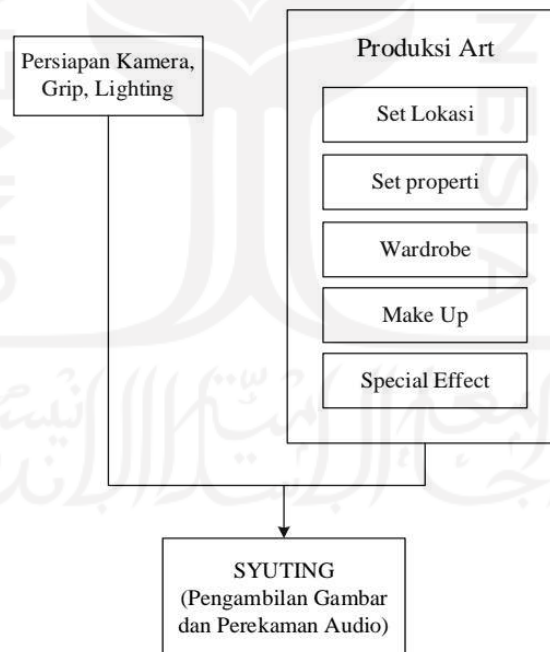 Persiapan Kamera,
Grip, Lighting
Produksi Art
Set Lokasi
Set properti
Wardrobe
Make Up
Special Effect
SYUTING
(Pengambilan Gambar
dan Perekaman Audio)